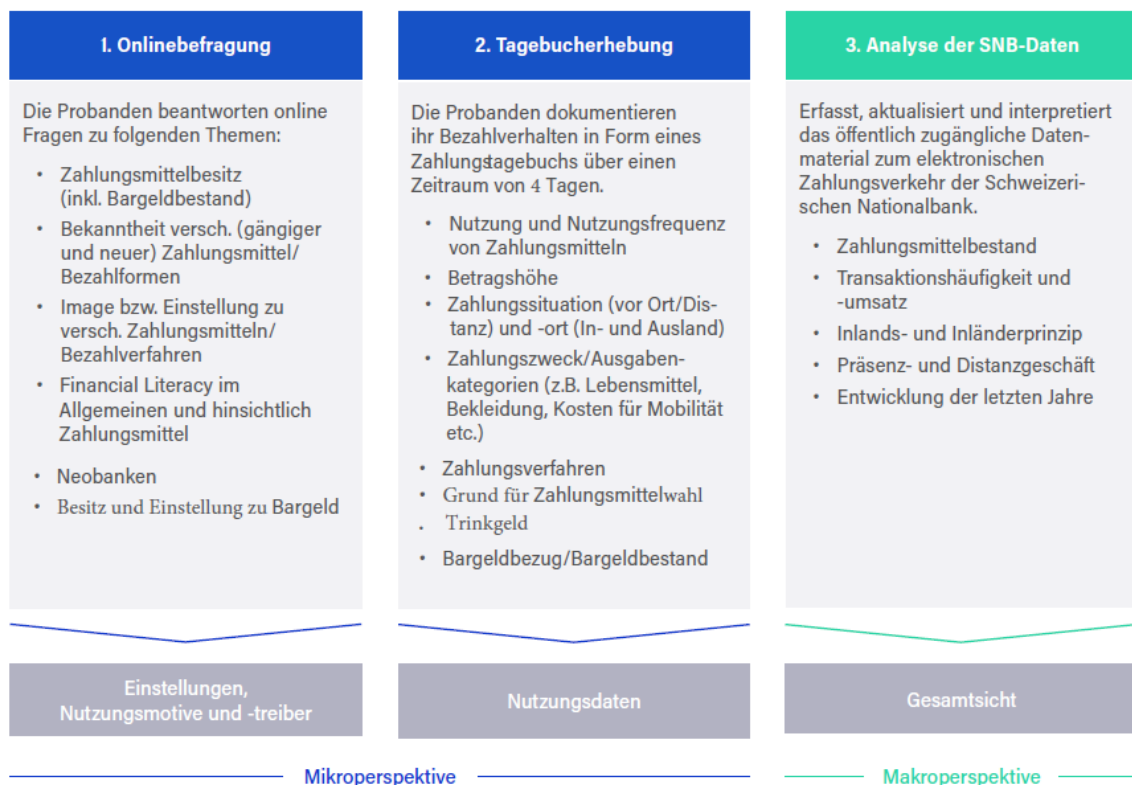 1. Onlinebefragung
Die Probanden beantworten online
Fragen zu folgenden Themen:
• Zahlungsmittelbesitz
(inkl. Bargeldbestand)
• Bekanntheit versch. (gängiger
und neuer) Zahlungsmittel/
Bezahlformen
• Image bzw. Einstellung zu
versch. Zahlungsmitteln/
Bezahlverfahren
• Financial Literacy im
Allgemeinen und hinsichtlich
Zahlungsmittel
• Neobanken
• Besitz und Einstellung zu Bargeld
Einstellungen,
Nutzungsmotive und -treiber
2. Tagebucherhebung
Die Probanden dokumentieren
ihr Bezahlverhalten in Form eines
Zahlungstagebuchs über einen
Zeitraum von 4 Tagen.
• Nutzung und Nutzungsfrequenz
von Zahlungsmitteln
• Betragshöhe
• Zahlungssituation (vor Ort/Dis-
tanz) und -ort (In- und Ausland)
• Zahlungszweck/Ausgaben-
kategorien (z.B. Lebensmittel,
Bekleidung, Kosten für Mobilität
etc.)
• Zahlungsverfahren
• Grund für Zahlungsmittelwahl
. Trinkgeld
• Bargeldbezug/Bargeldbestand
Nutzungsdaten
Mikroperspektive
3. Analyse der SNB-Daten
Erfasst, aktualisiert und interpretiert
das öffentlich zugängliche Daten-
material zum elektronischen
Zahlungsverkehr der Schweizeri-
schen Nationalbank.
• Zahlungsmittelbestand
• Transaktionshäufigkeit und
-umsatz
• Inlands- und Inländerprinzip
• Präsenz- und Distanzgeschäft
• Entwicklung der letzten Jahre
Gesamtsicht
Makroperspektive